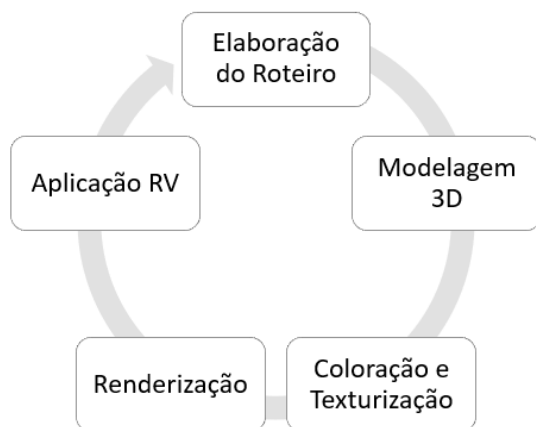 Elaboração
do Roteiro
Modelagem
3D
Coloração e
Texturização
Renderização
Aplicação RV